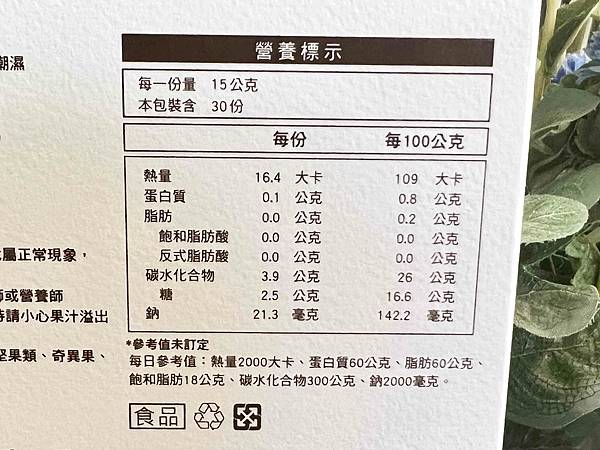 營養標示
潮濕
每一份量 15公克
本包裝含 30份
每份 每100公克
熱量 16.4 大卡 109 大卡
蛋白質 0.1 公克 0.8 公克
脂肪 0.0 公克 0.2 公克
飽和脂肪酸 0.0 公克 0.0 公克
反式脂肪酸 0.0 公克 0.0 公克
碳水化合物 3.9 公克 26 公克
糖 2.5 公克 16.6 公克
鈉 21.3 毫克 142.2 毫克
屬正常現象，
師或營養師
請小心果汁溢出
堅果類、奇異果、
*參考值未訂定
每日參考值：熱量2000大卡、蛋白質60公克、脂肪60公克、
飽和脂肪18公克、碳水化合物300公克、鈉2000毫克。
食品